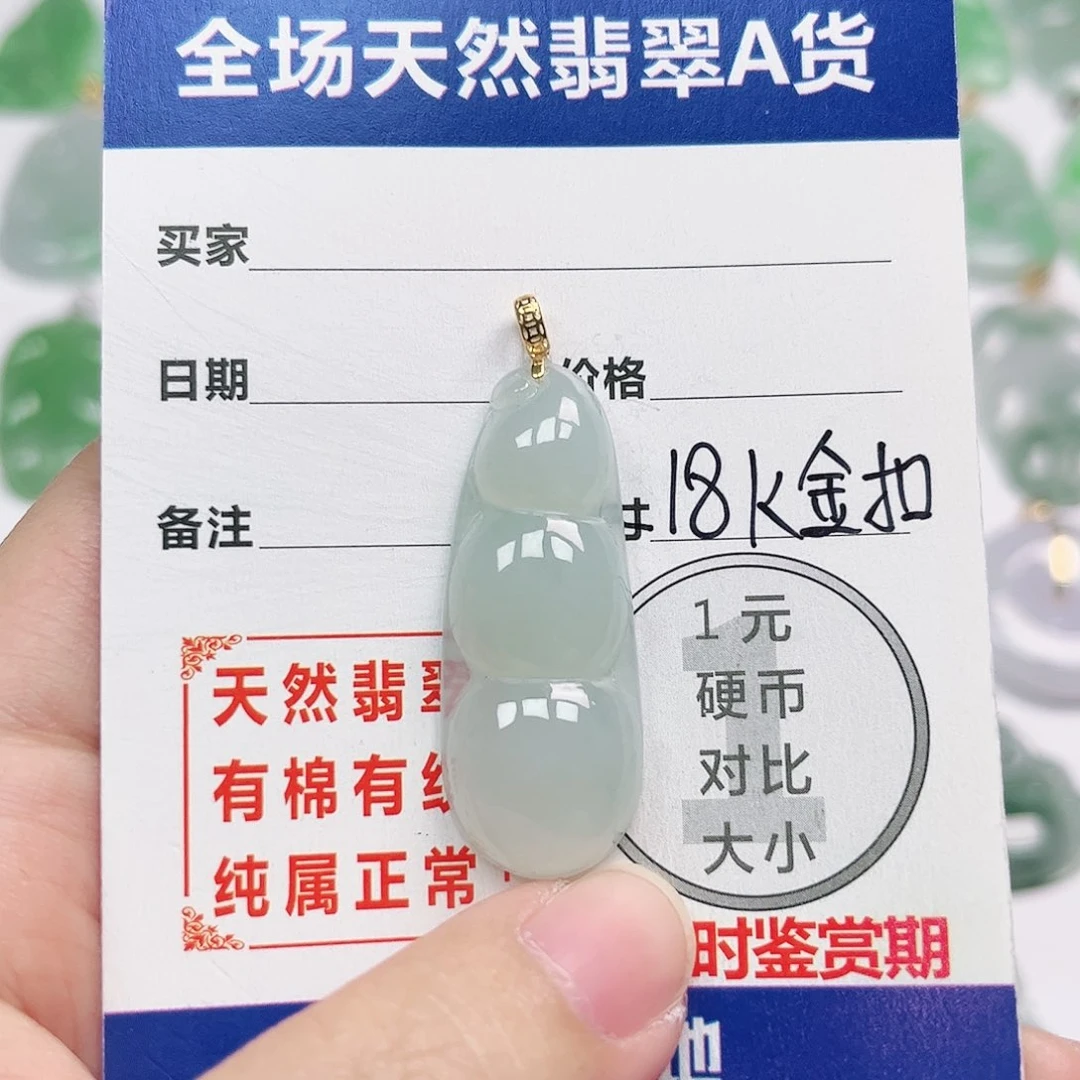 全场天然翡翠A货
买家
日期
价格
备注
18K金扣
天然翡翠
有棉有
纯属正常
1元
硬币
对比
大小
时鉴赏期